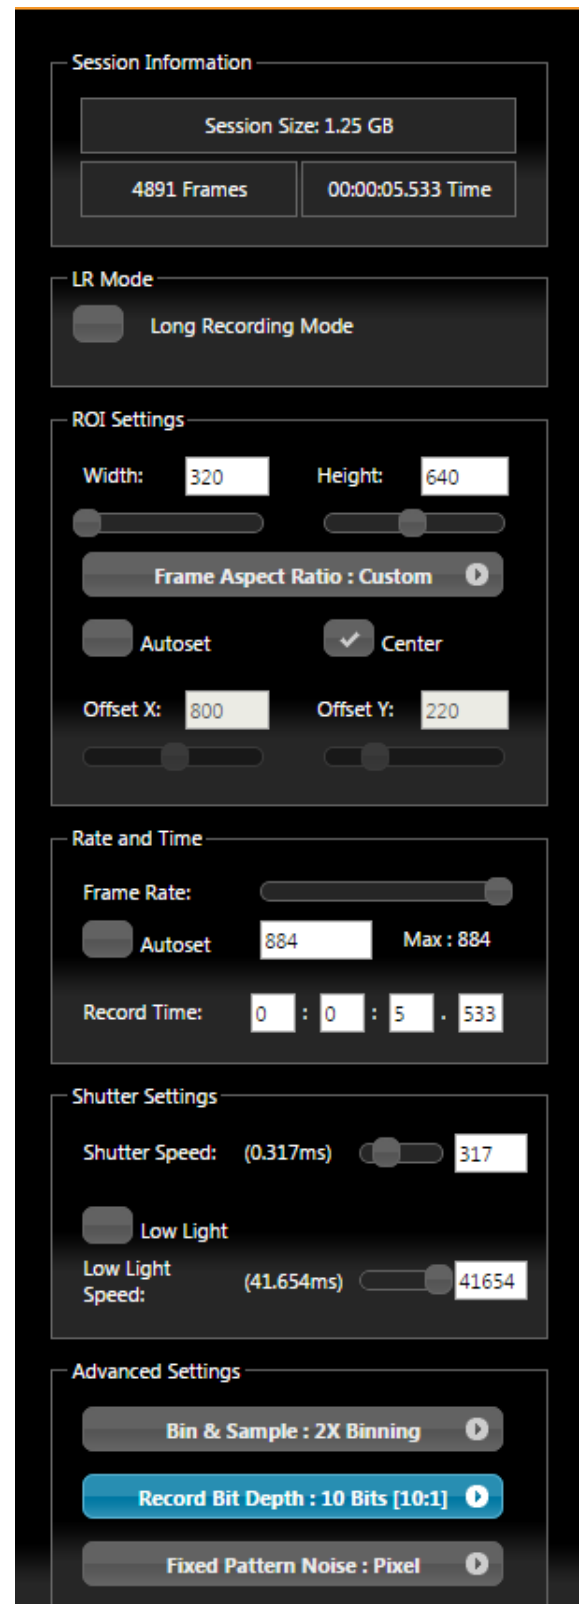 Session Information
Session Size: 1.25 GB
4891 Frames 00:00:05.533 Time
LR Mode
Long Recording Mode
ROI Settings
Width: 320 Height: 640
Frame Aspect Ratio : Custom
Autoset Center
Offset X: 800 Offset Y: 220
Rate and Time
Frame Rate:
Autoset 884 Max : 884
Record Time: 0 : 0 : 5 . 533
Shutter Settings
Shutter Speed: (0.317ms) 317
Low Light
Low Light
Speed: (41.654ms) 41654
Advanced Settings
Bin & Sample : 2X Binning
Record Bit Depth : 10 Bits [10:1]
Fixed Pattern Noise : Pixel